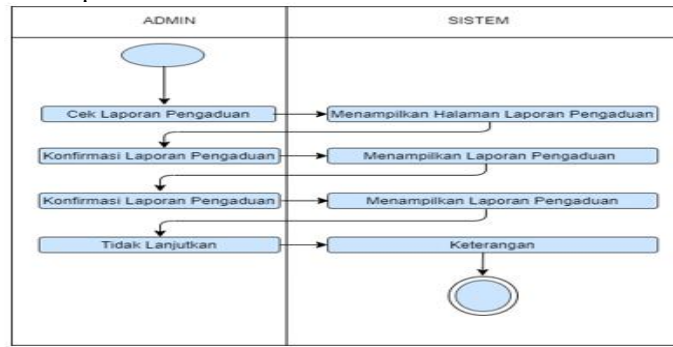 ADMIN
SISTEM
Cek Laporan Pengaduan
Menampilkan Halaman Laporan Pengaduan
Konfirmasi Laporan Pengaduan
Menampilkan Laporan Pengaduan
Konfirmasi Laporan Pengaduan
Menampilkan Laporan Pengaduan
Tidak Lanjutkan
Keterangan